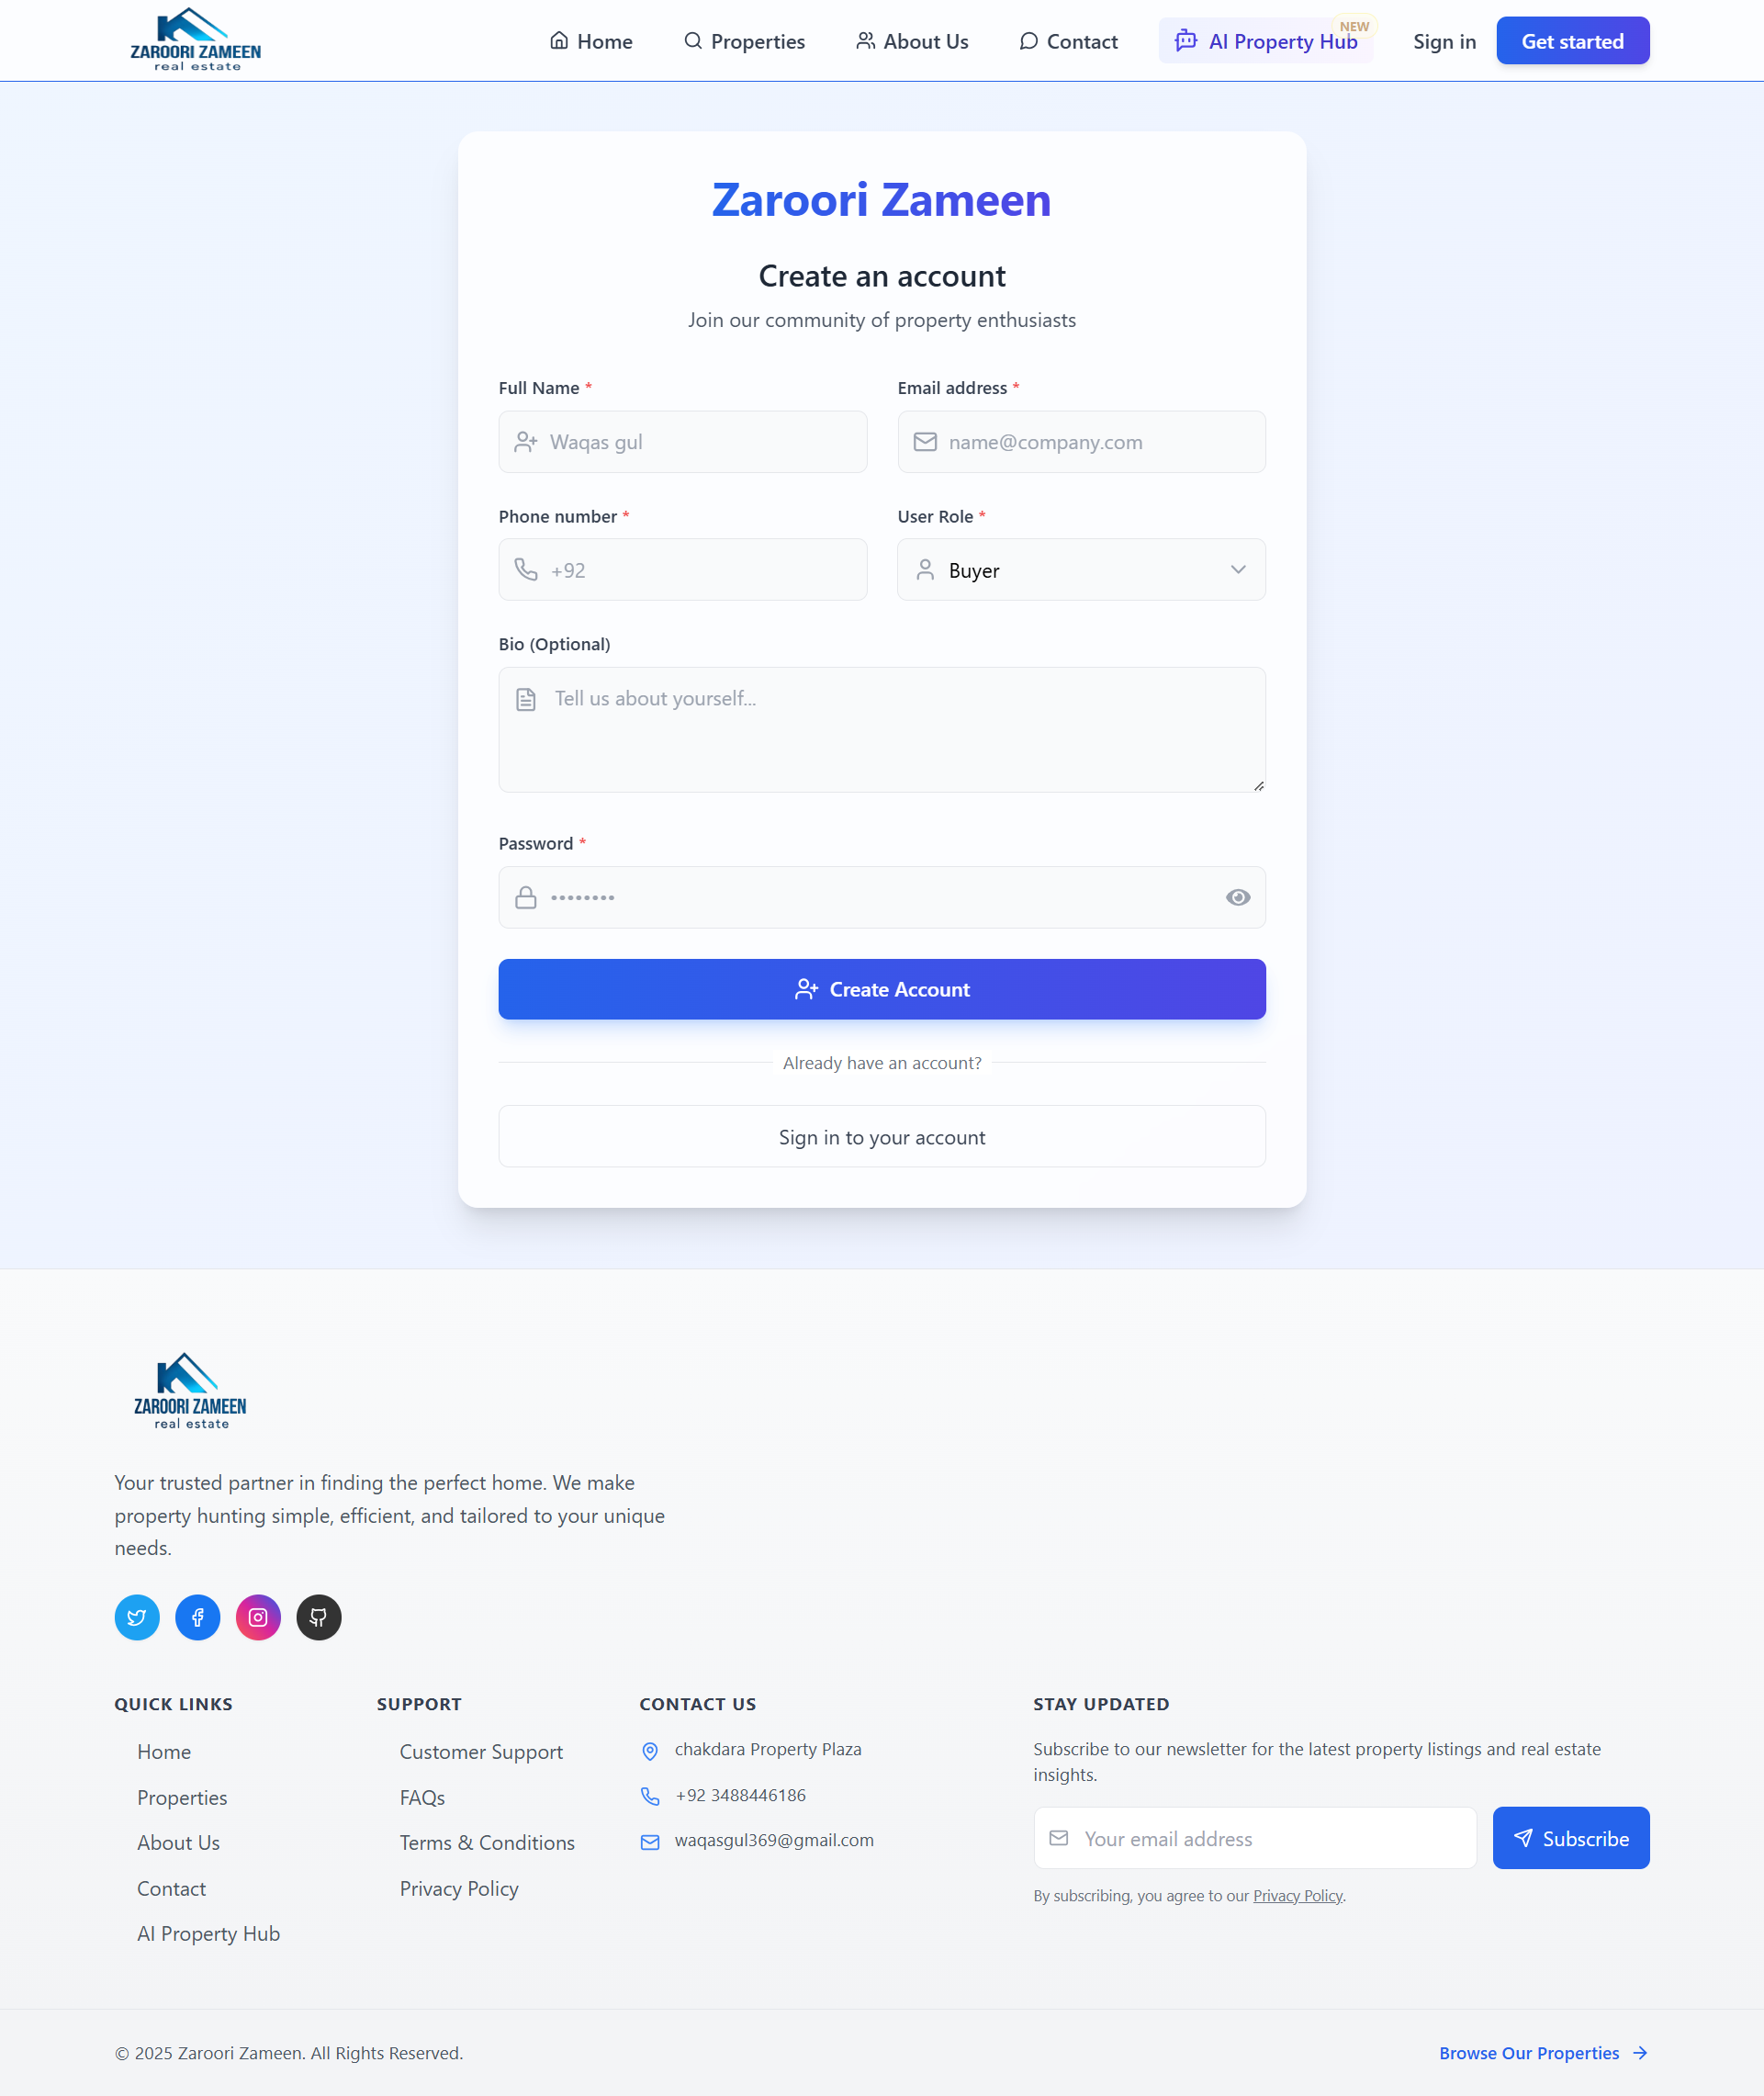 ZAROORI ZAMEEN
real estate
Home
Properties
About Us
Contact
AI Property Hub
NEW
Sign in
Get started
Zaroori Zameen
Create an account
Join our community of property enthusiasts
Full Name *
Email address *
Waqas gul
name@company.com
Phone number *
User Role *
+92
Buyer
Bio (Optional)
Tell us about yourself...
Password *
••••••••
Create Account
Already have an account?
Sign in to your account
ZAROORI ZAMEEN
real estate
Your trusted partner in finding the perfect home. We make
property hunting simple, efficient, and tailored to your unique
needs.
QUICK LINKS
Home
Properties
About Us
Contact
AI Property Hub
SUPPORT
Customer Support
FAQs
Terms & Conditions
Privacy Policy
CONTACT US
chakdara Property Plaza
+92 3488446186
waqasgul369@gmail.com
STAY UPDATED
Subscribe to our newsletter for the latest property listings and real estate
insights.
Your email address
Subscribe
By subscribing, you agree to our Privacy Policy.
© 2025 Zaroori Zameen. All Rights Reserved.
Browse Our Properties